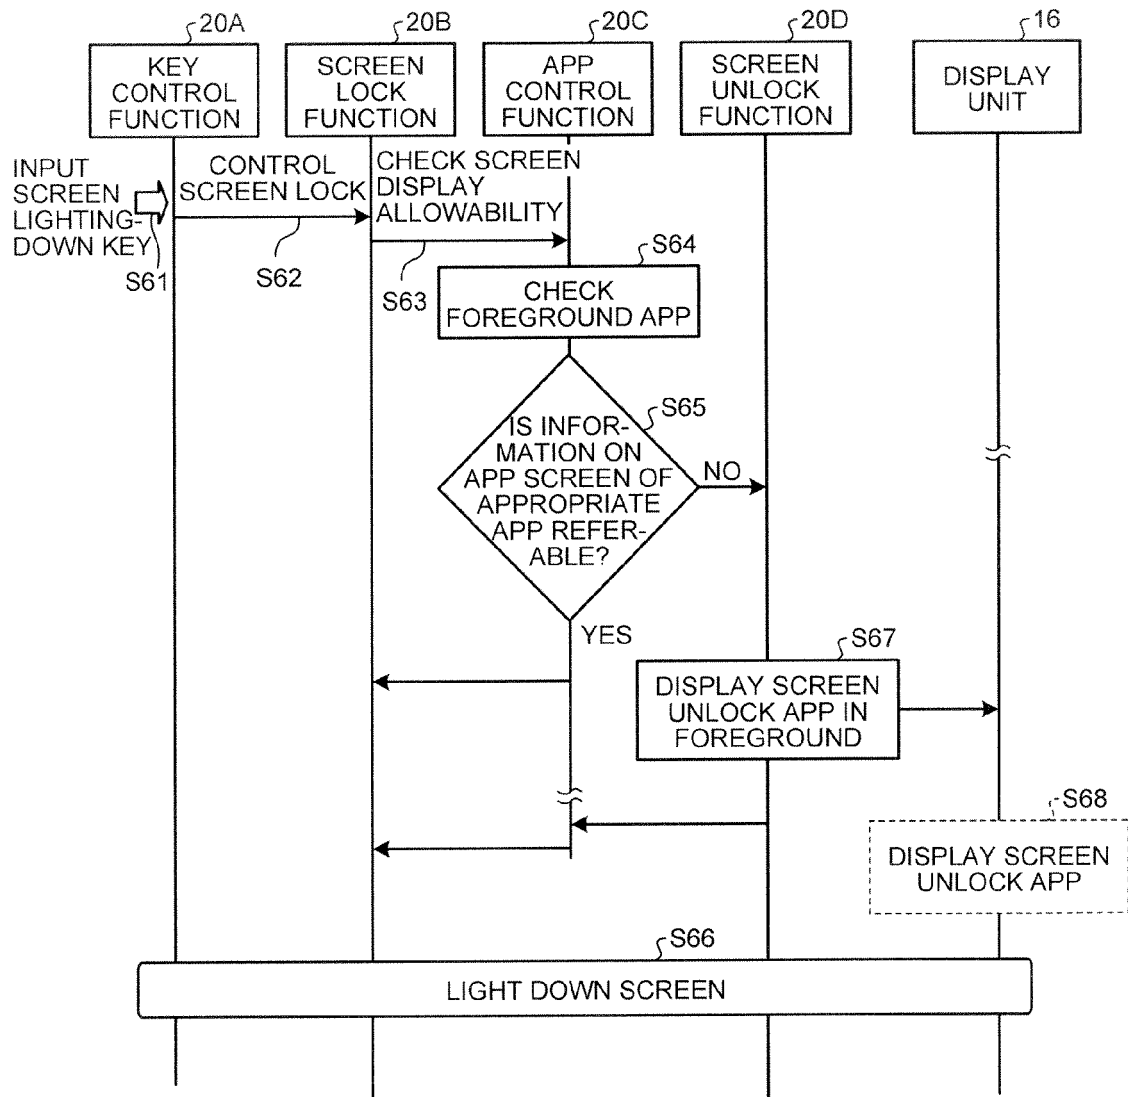 20A
20B
20C
20D
16
KEY
CONTROL
FUNCTION
SCREEN
LOCK
FUNCTION
APP
CONTROL
FUNCTION
SCREEN
UNLOCK
FUNCTION
DISPLAY
UNIT
INPUT
SCREEN
LIGHTING-
DOWN KEY
S61
CONTROL
SCREEN LOCK
S62
CHECK SCREEN
DISPLAY
ALLOWABILITY
S63
S64
CHECK
FOREGROUND APP
S65
IS INFOR-
MATION ON
APP SCREEN OF
APPROPRIATE
APP REFER-
ABLE?
NO
YES
S67
DISPLAY SCREEN
UNLOCK APP IN
FOREGROUND
S68
DISPLAY SCREEN
UNLOCK APP
S66
LIGHT DOWN SCREEN